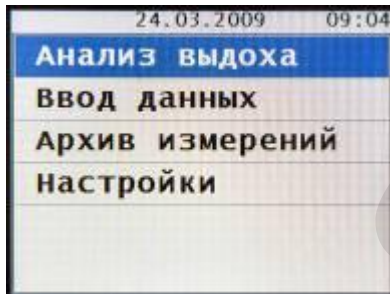 24.03.2009 09:04
Анализ выдоха
Ввод данных
Архив измерений
Настройки